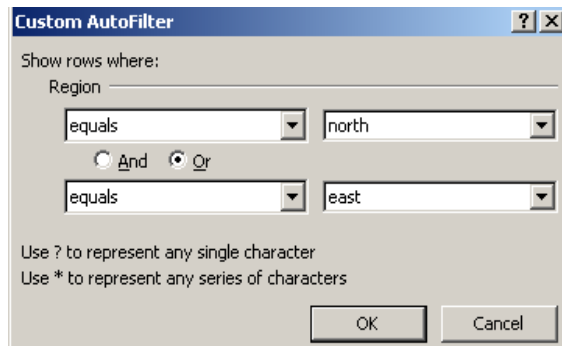 Custom AutoFilter ? ×
Show rows where:
Region
equals north
And Or
equals east
Use ? to represent any single character
Use * to represent any series of characters
OK Cancel